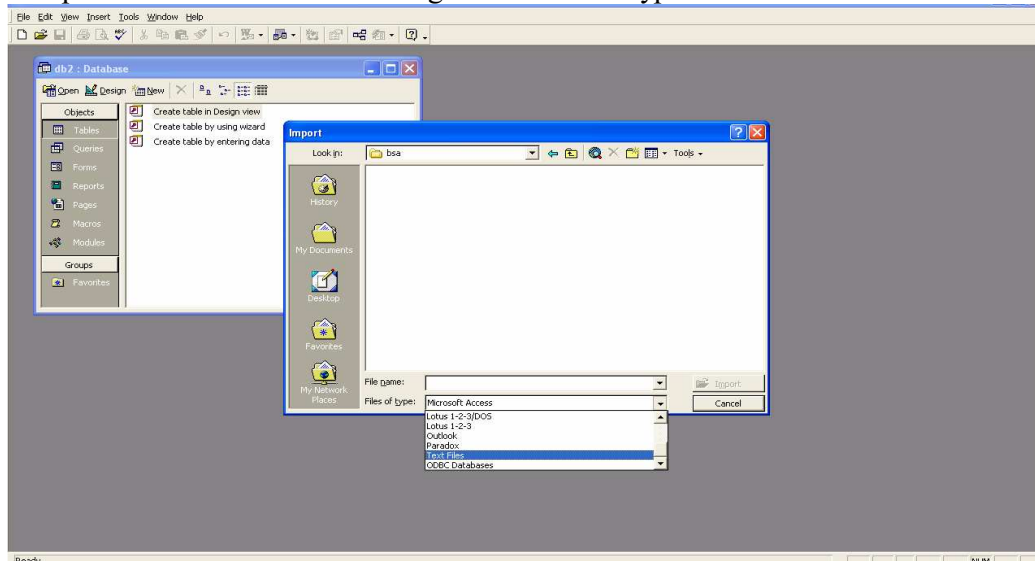 File Edit View Insert Tools Window Help
db2 : Database
Open Design New
Objects
Tables
Queries
Forms
Reports
Pages
Macros
Modules
Groups
Favorites
Create table in Design view
Create table by using wizard
Create table by entering data
Import
Look in:
bsa
Tools
History
My Documents
Desktop
Favorites
My Network
Places
File name:
Import
Files of type:
Microsoft Access
Cancel
Lotus 1-2-3/DOS
Lotus 1-2-3
Outlook
Paradox
Text Files
ODBC Databases
Ready
NUM